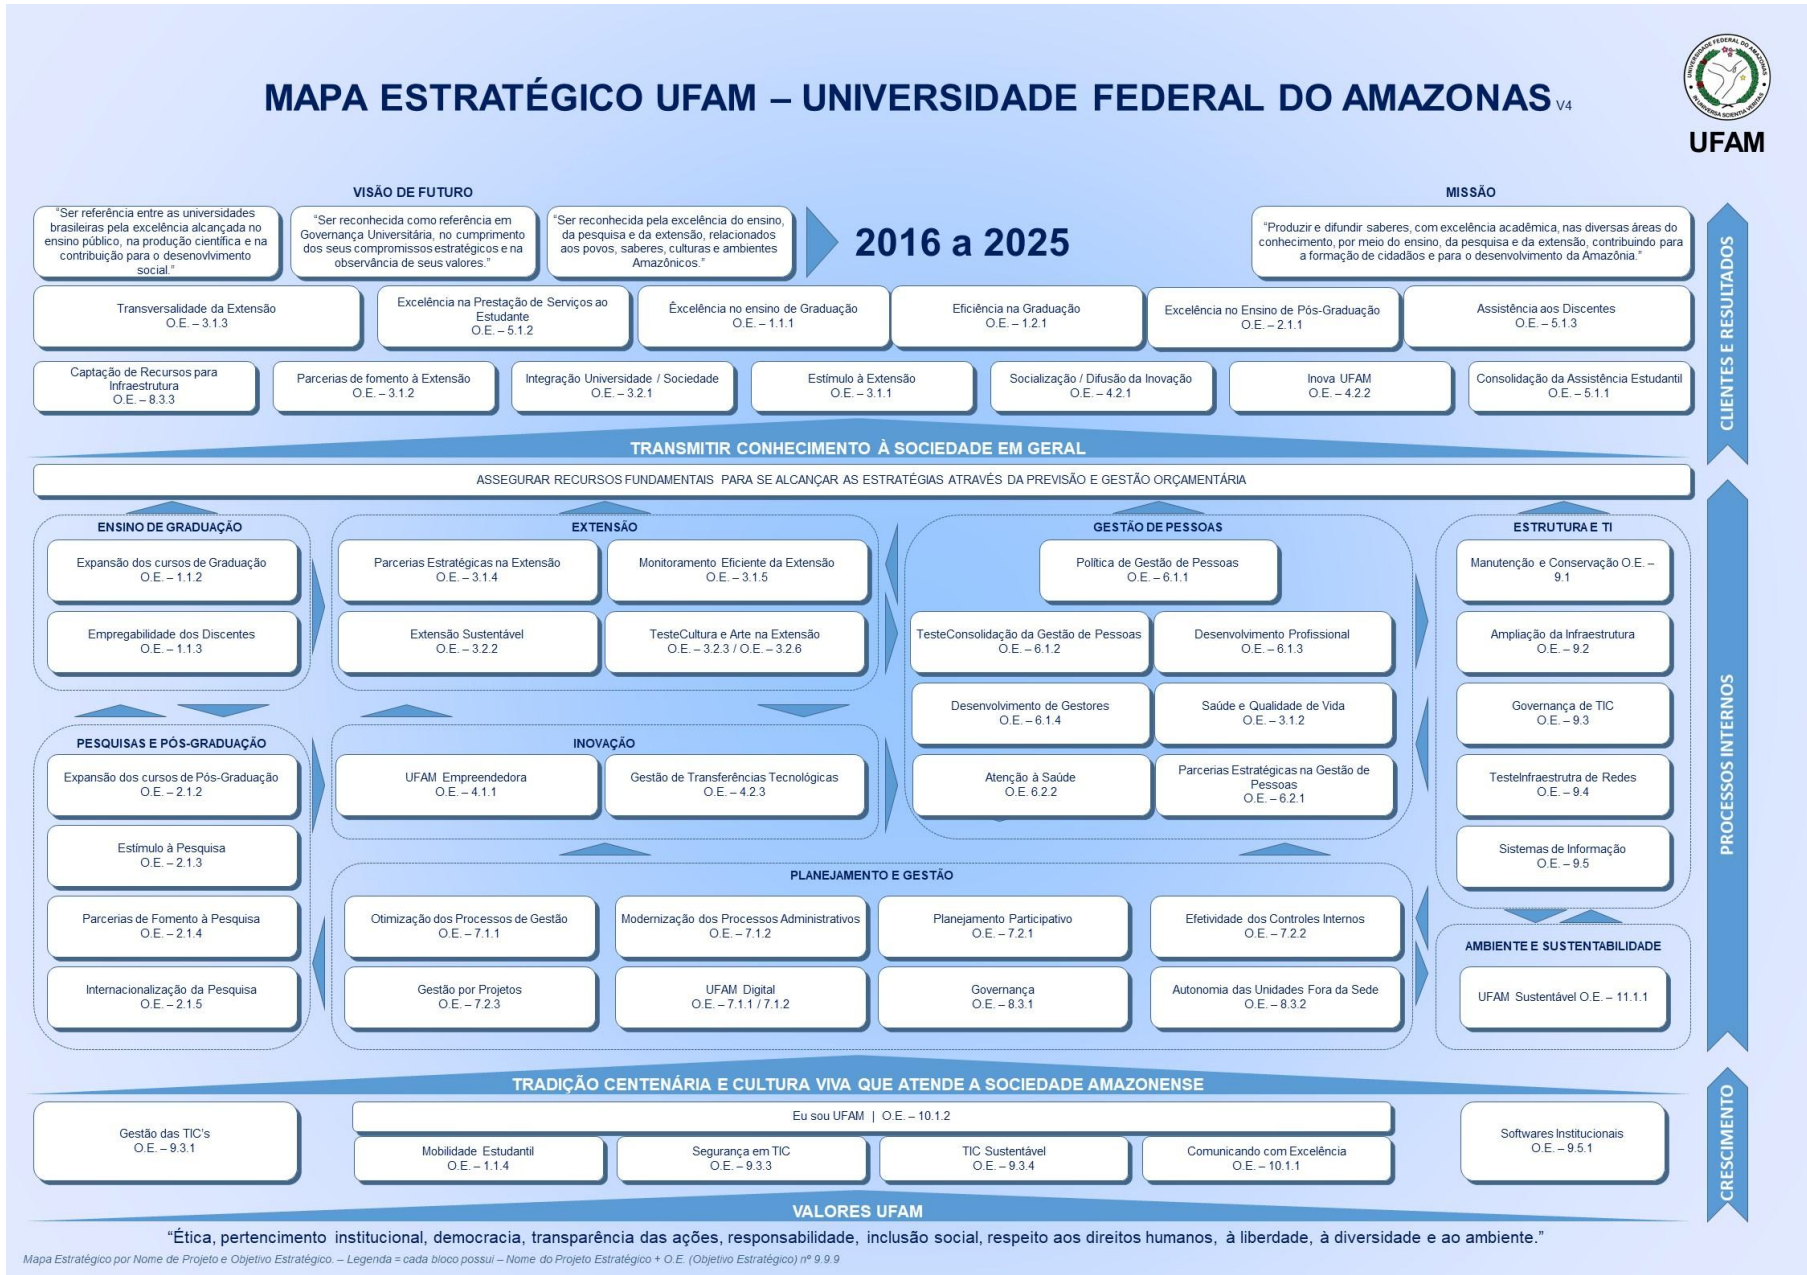 MAPA ESTRATÉGICO UFAM – UNIVERSIDADE FEDERAL DO AMAZONAS V4
UNIVERSIDADE FEDERAL DO AMAZONAS
IN UNIVERSA SCIENTIA VERITAS
UFAM
VISÃO DE FUTURO
“Ser referência entre as universidades
brasileiras pela excelência alcançada no
ensino público, na produção científica e na
contribuição para o desenovlvimento
social.”
“Ser reconhecida como referência em
Governança Universitária, no cumprimento
dos seus compromissos estratégicos e na
observância de seus valores.”
“Ser reconhecida pela excelência do ensino,
da pesquisa e da extensão, relacionados
aos povos, saberes, culturas e ambientes
Amazônicos.”
2016 a 2025
MISSÃO
“Produzir e difundir saberes, com excelência acadêmica, nas diversas áreas do
conhecimento, por meio do ensino, da pesquisa e da extensão, contribuindo para
a formação de cidadãos e para o desenvolvimento da Amazônia.”
CLIENTES E RESULTADOS
Transversalidade da Extensão
O.E. – 3.1.3
Excelência na Prestação de Serviços ao
Estudante
O.E. – 5.1.2
Êxcelência no ensino de Graduação
O.E. – 1.1.1
Eficiência na Graduação
O.E. – 1.2.1
Excelência no Ensino de Pós-Graduação
O.E. – 2.1.1
Assistência aos Discentes
O.E. – 5.1.3
Captação de Recursos para
Infraestrutura
O.E. – 8.3.3
Parcerias de fomento à Extensão
O.E. – 3.1.2
Integração Universidade / Sociedade
O.E. – 3.2.1
Estímulo à Extensão
O.E. – 3.1.1
Socialização / Difusão da Inovação
O.E. – 4.2.1
Inova UFAM
O.E. – 4.2.2
Consolidação da Assistência Estudantil
O.E. – 5.1.1
TRANSMITIR CONHECIMENTO À SOCIEDADE EM GERAL
ASSEGURAR RECURSOS FUNDAMENTAIS PARA SE ALCANÇAR AS ESTRATÉGIAS ATRAVÉS DA PREVISÃO E GESTÃO ORÇAMENTÁRIA
PROCESSOS INTERNOS
ENSINO DE GRADUAÇÃO
Expansão dos cursos de Graduação
O.E. – 1.1.2
Empregabilidade dos Discentes
O.E. – 1.1.3
EXTENSÃO
Parcerias Estratégicas na Extensão
O.E. – 3.1.4
Monitoramento Eficiente da Extensão
O.E. – 3.1.5
Extensão Sustentável
O.E. – 3.2.2
TesteCultura e Arte na Extensão
O.E. – 3.2.3 / O.E. – 3.2.6
GESTÃO DE PESSOAS
Política de Gestão de Pessoas
O.E. – 6.1.1
TesteConsolidação da Gestão de Pessoas
O.E. – 6.1.2
Desenvolvimento Profissional
O.E. – 6.1.3
Desenvolvimento de Gestores
O.E. – 6.1.4
Saúde e Qualidade de Vida
O.E. – 3.1.2
Atenção à Saúde
O.E. 6.2.2
Parcerias Estratégicas na Gestão de
Pessoas
O.E. – 6.2.1
ESTRUTURA E TI
Manutenção e Conservação O.E. –
9.1
Ampliação da Infraestrutura
O.E. – 9.2
Governança de TIC
O.E. – 9.3
TesteInfraestrutra de Redes
O.E. – 9.4
Sistemas de Informação
O.E. – 9.5
PESQUISAS E PÓS-GRADUAÇÃO
Expansão dos cursos de Pós-Graduação
O.E. – 2.1.2
Estímulo à Pesquisa
O.E. – 2.1.3
Parcerias de Fomento à Pesquisa
O.E. – 2.1.4
Internacionalização da Pesquisa
O.E. – 2.1.5
INOVAÇÃO
UFAM Empreendedora
O.E. – 4.1.1
Gestão de Transferências Tecnológicas
O.E. – 4.2.3
PLANEJAMENTO E GESTÃO
Otimização dos Processos de Gestão
O.E. – 7.1.1
Modernização dos Processos Administrativos
O.E. – 7.1.2
Planejamento Participativo
O.E. – 7.2.1
Efetividade dos Controles Internos
O.E. – 7.2.2
Gestão por Projetos
O.E. – 7.2.3
UFAM Digital
O.E. – 7.1.1 / 7.1.2
Governança
O.E. – 8.3.1
Autonomia das Unidades Fora da Sede
O.E. – 8.3.2
AMBIENTE E SUSTENTABILIDADE
UFAM Sustentável O.E. – 11.1.1
TRADIÇÃO CENTENÁRIA E CULTURA VIVA QUE ATENDE A SOCIEDADE AMAZONENSE
CRESCIMENTO
Gestão das TIC's
O.E. – 9.3.1
Eu sou UFAM | O.E. – 10.1.2
Mobilidade Estudantil
O.E. – 1.1.4
Segurança em TIC
O.E. – 9.3.3
TIC Sustentável
O.E. – 9.3.4
Comunicando com Excelência
O.E. – 10.1.1
Softwares Institucionais
O.E. – 9.5.1
VALORES UFAM
“Ética, pertencimento institucional, democracia, transparência das ações, responsabilidade, inclusão social, respeito aos direitos humanos, à liberdade, à diversidade e ao ambiente.”
Mapa Estratégico por Nome de Projeto e Objetivo Estratégico. – Legenda = cada bloco possui – Nome do Projeto Estratégico + O.E. (Objetivo Estratégico) nº 9.9.9